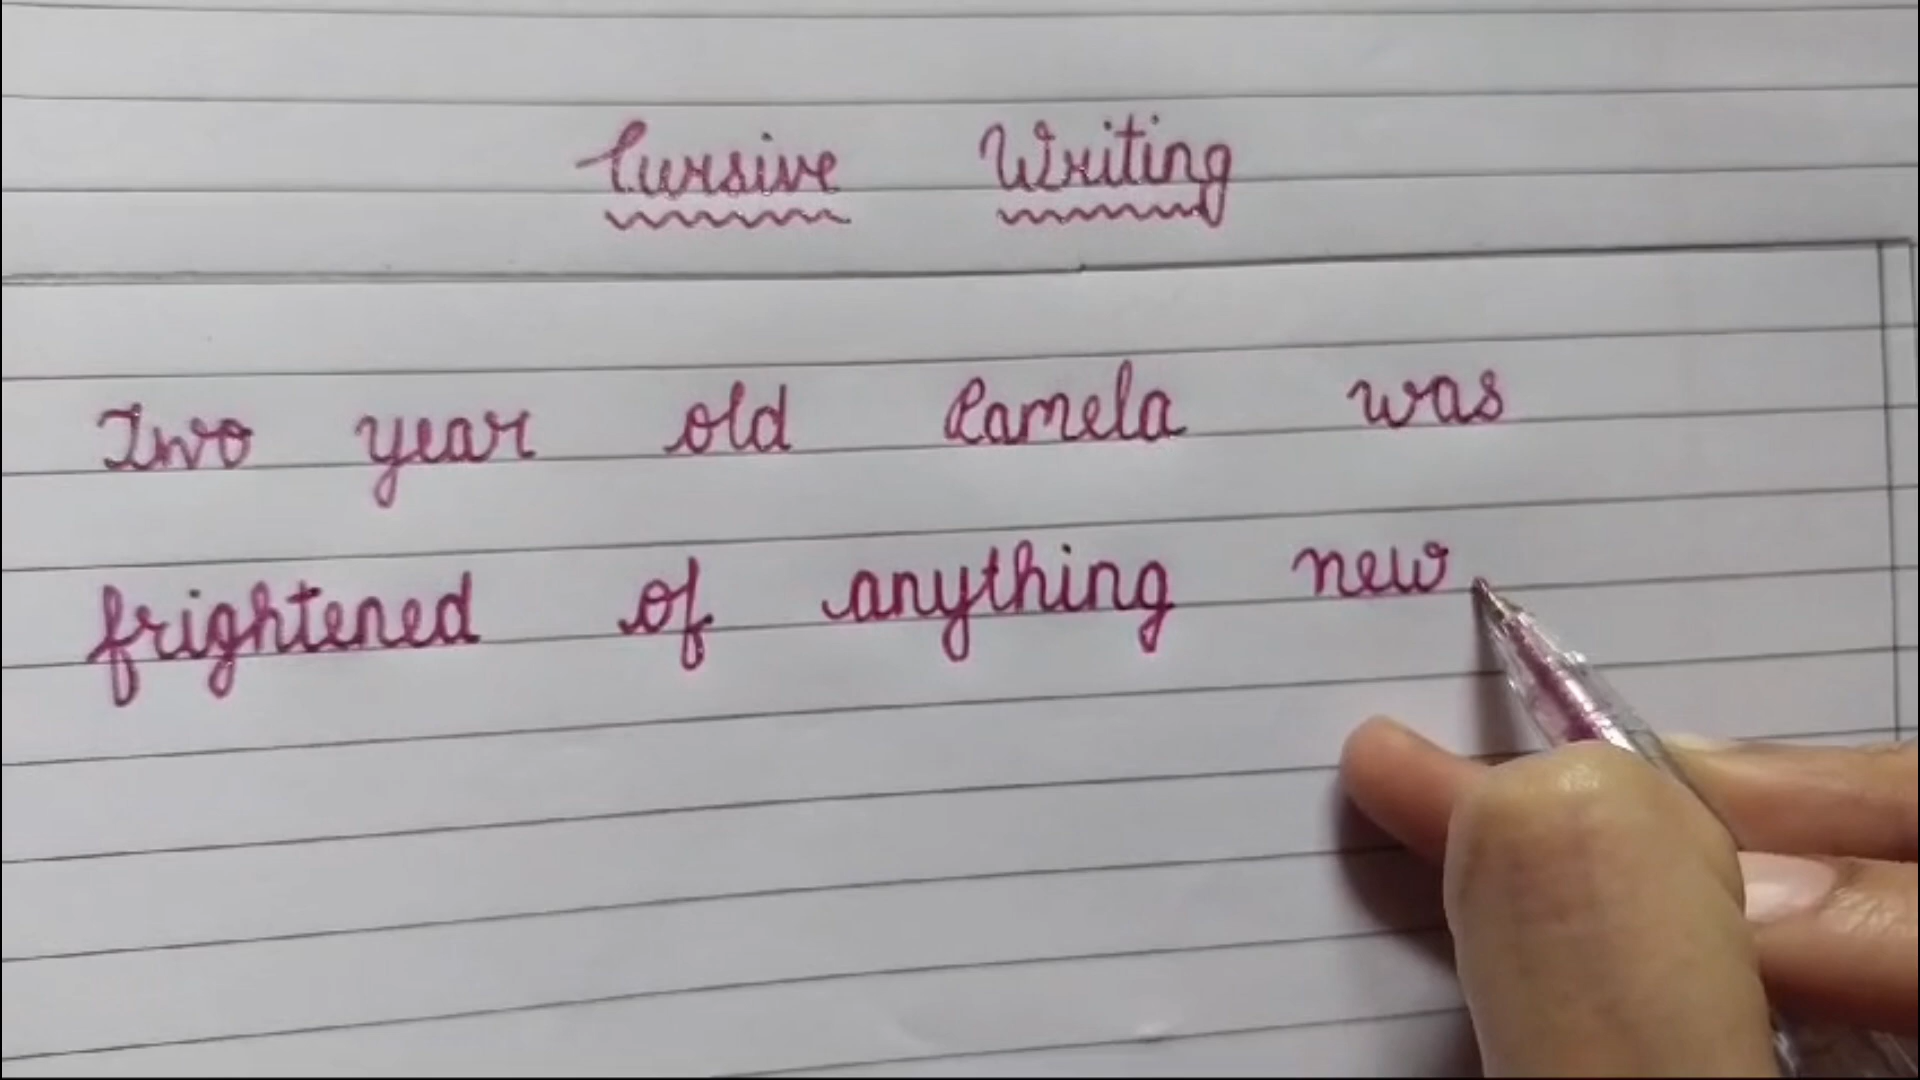 Cursive Writing
Two year old Pamela was
frightened of anything new